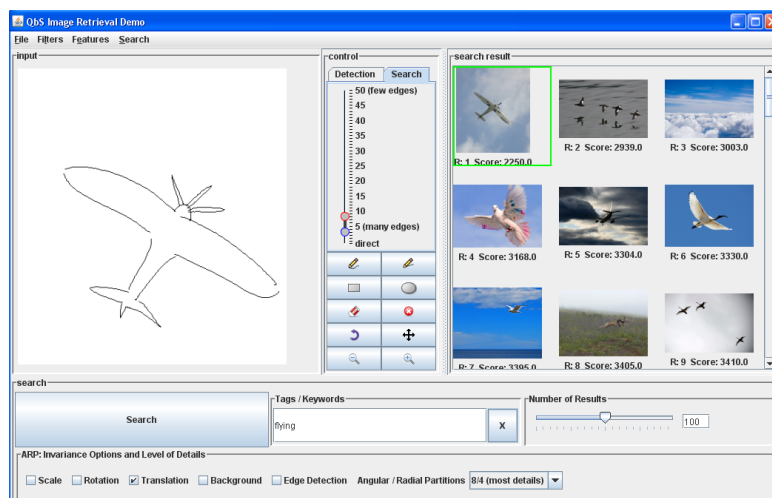 QbS Image Retrieval Demo
File Filters Features Search
input
control
Detection Search
50 (few edges)
45
40
35
30
25
20
15
10
5 (many edges)
direct
search result
R: 1 Score: 2250.0
R: 2 Score: 2939.0
R: 3 Score: 3003.0
R: 4 Score: 3168.0
R: 5 Score: 3304.0
R: 6 Score: 3330.0
R: 7 Score: 3395.0
R: 8 Score: 3405.0
R: 9 Score: 3410.0
search
Search
Tags / Keywords
flying
X
Number of Results
100
ARP: Invariance Options and Level of Details
Scale Rotation Translation Background Edge Detection Angular / Radial Partitions 8/4 (most details)